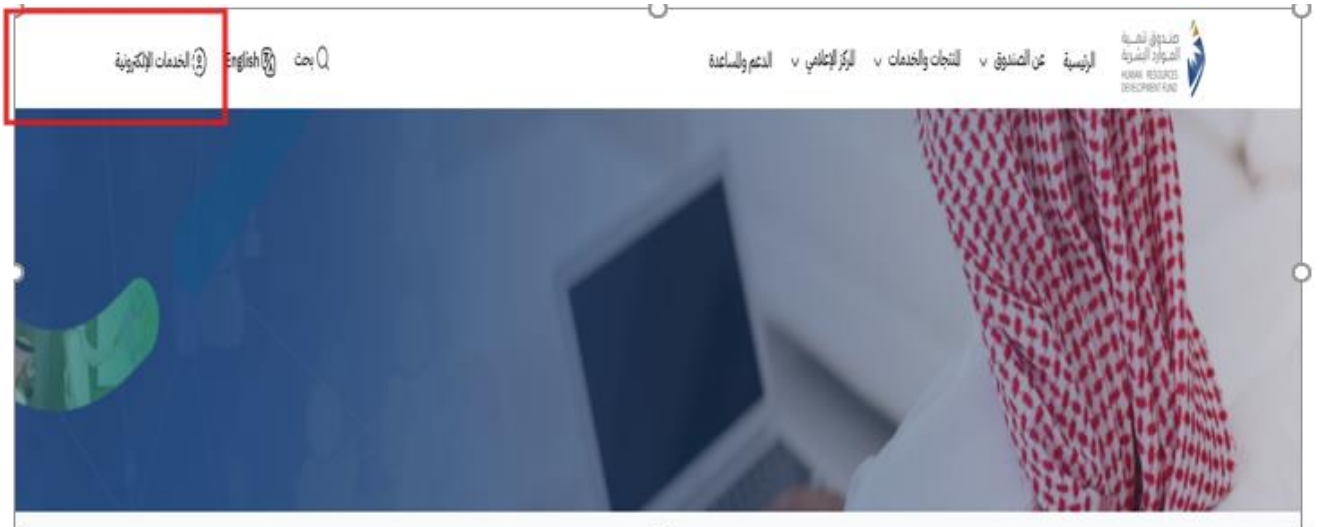 صندوق تنمية
الموارد البشرية
HUMAN RESOURCES
DEVELOPMENT FUND
الرئيسية عن الصندوق المنتجات والخدمات المركز الإعلامي الدعم والمساعدة
بحث English الخدمات الإلكترونية